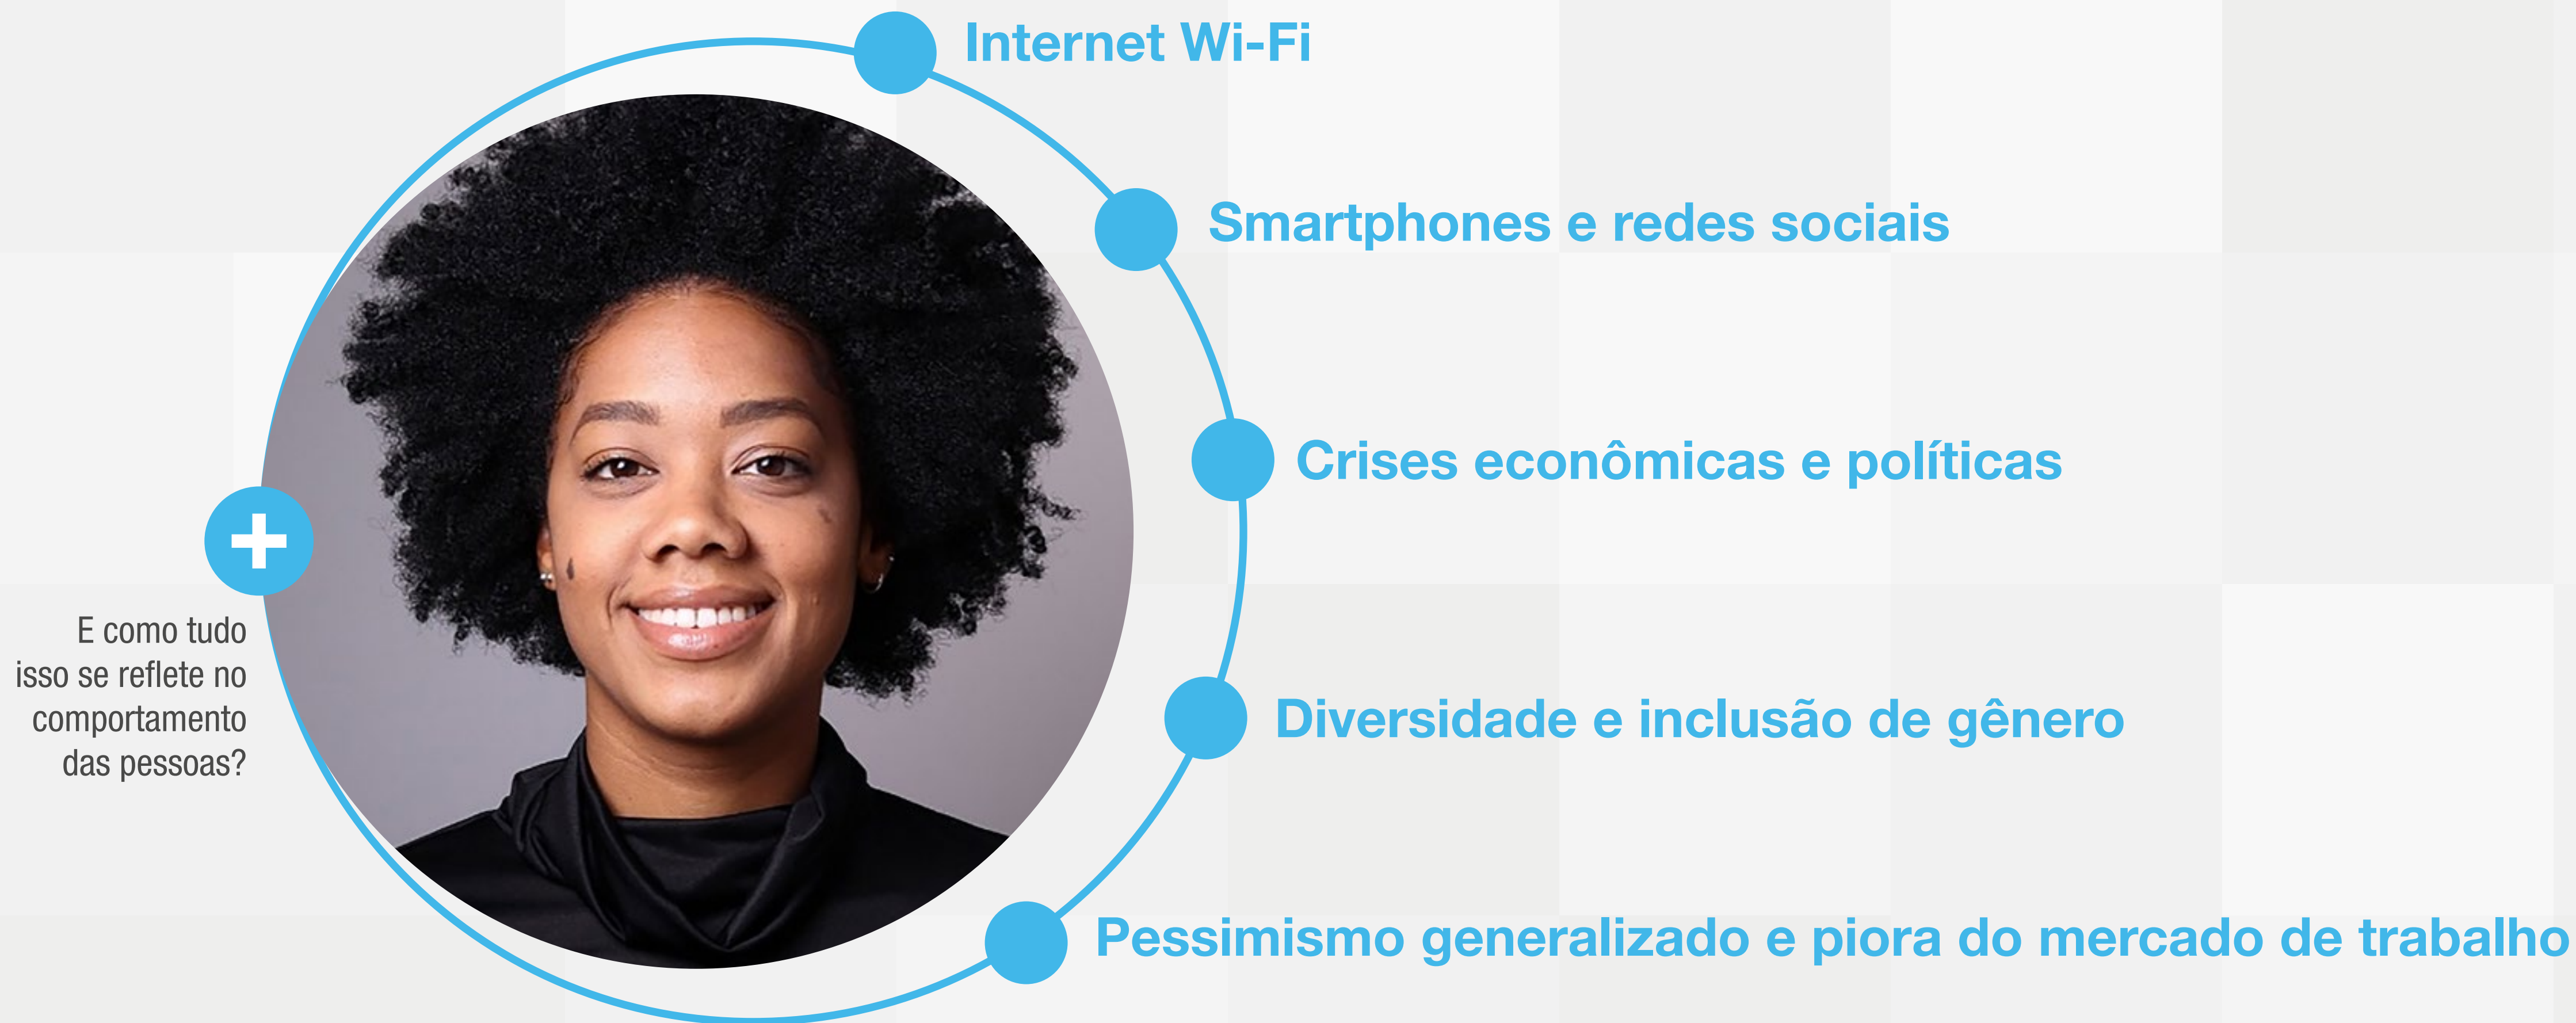 Internet Wi-Fi
Smartphones e redes sociais
Crises econômicas e políticas
Diversidade e inclusão de gênero
Pessimismo generalizado e piora do mercado de trabalho
E como tudo
isso se reflete no
comportamento
das pessoas?